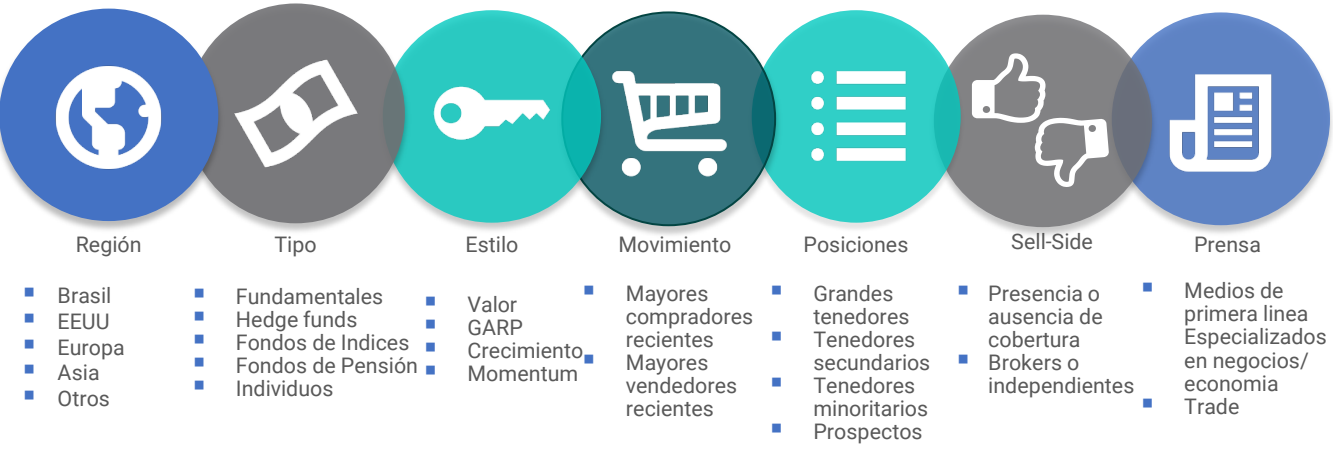 Región
Brasil
EEUU
Europa
Asia
Otros
Tipo
Fundamentales
Hedge funds
Fondos de Indices
Fondos de Pensión
Individuos
Estilo
Valor
GARP
Crecimiento
Momentum
Movimiento
Mayores
compradores
recientes
Mayores
vendedores
recientes
Posiciones
Grandes
tenedores
Tenedores
secundarios
Tenedores
minoritarios
Prospectos
Sell-Side
Presencia o
ausencia de
cobertura
Brokers o
independientes
Prensa
Medios de
primera linea
Especializados
en negocios/
economia
Trade